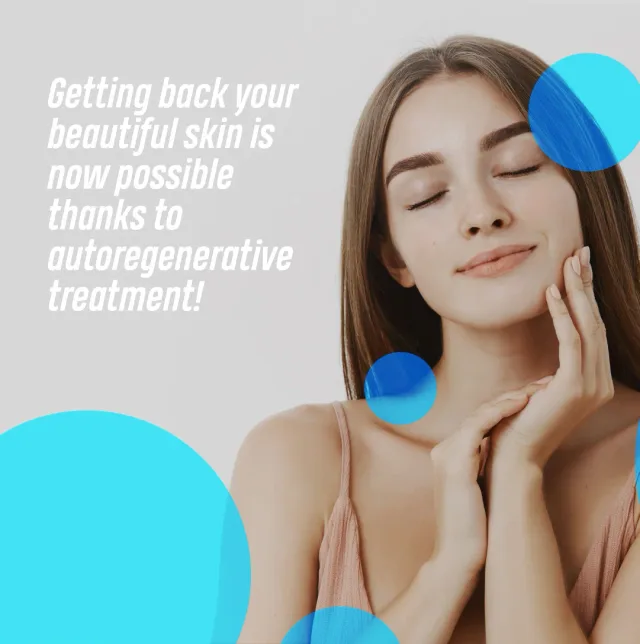 Getting back your
beautiful skin is
now possible
thanks to
autoregenerative
treatment!